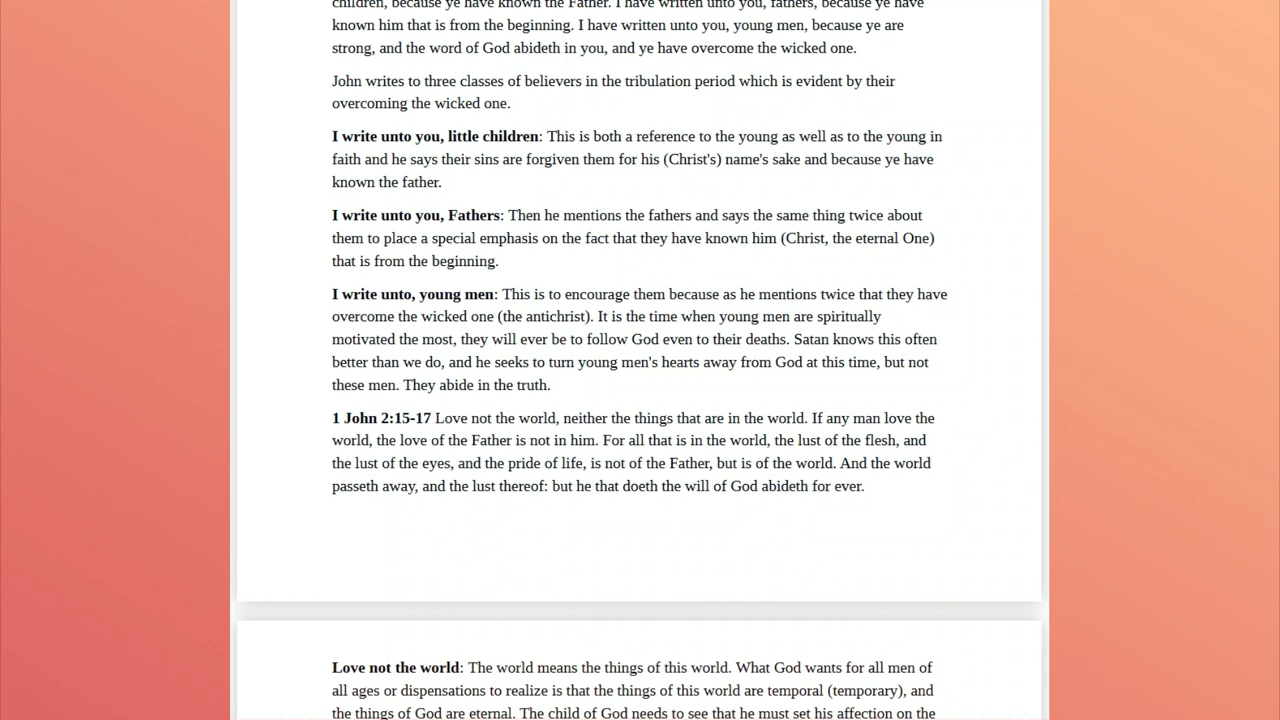 children, because ye have known the Father. I have written unto you, fathers, because ye have
known him that is from the beginning. I have written unto you, young men, because ye are
strong, and the word of God abideth in you, and ye have overcome the wicked one.
John writes to three classes of believers in the tribulation period which is evident by their
overcoming the wicked one.
I write unto you, little children: This is both a reference to the young as well as to the young in
faith and he says their sins are forgiven them for his (Christ's) name's sake and because ye have
known the father.
I write unto you, Fathers: Then he mentions the fathers and says the same thing twice about
them to place a special emphasis on the fact that they have known him (Christ, the eternal One)
that is from the beginning.
I write unto, young men: This is to encourage them because as he mentions twice that they have
overcome the wicked one (the antichrist). It is the time when young men are spiritually
motivated the most, they will ever be to follow God even to their deaths. Satan knows this often
better than we do, and he seeks to turn young men's hearts away from God at this time, but not
these men. They abide in the truth.
1 John 2:15-17 Love not the world, neither the things that are in the world. If any man love the
world, the love of the Father is not in him. For all that is in the world, the lust of the flesh, and
the lust of the eyes, and the pride of life, is not of the Father, but is of the world. And the world
passeth away, and the lust thereof: but he that doeth the will of God abideth for ever.
Love not the world: The world means the things of this world. What God wants for all men of
all ages or dispensations to realize is that the things of this world are temporal (temporary), and
the things of God are eternal. The child of God needs to see that he must set his affection on the